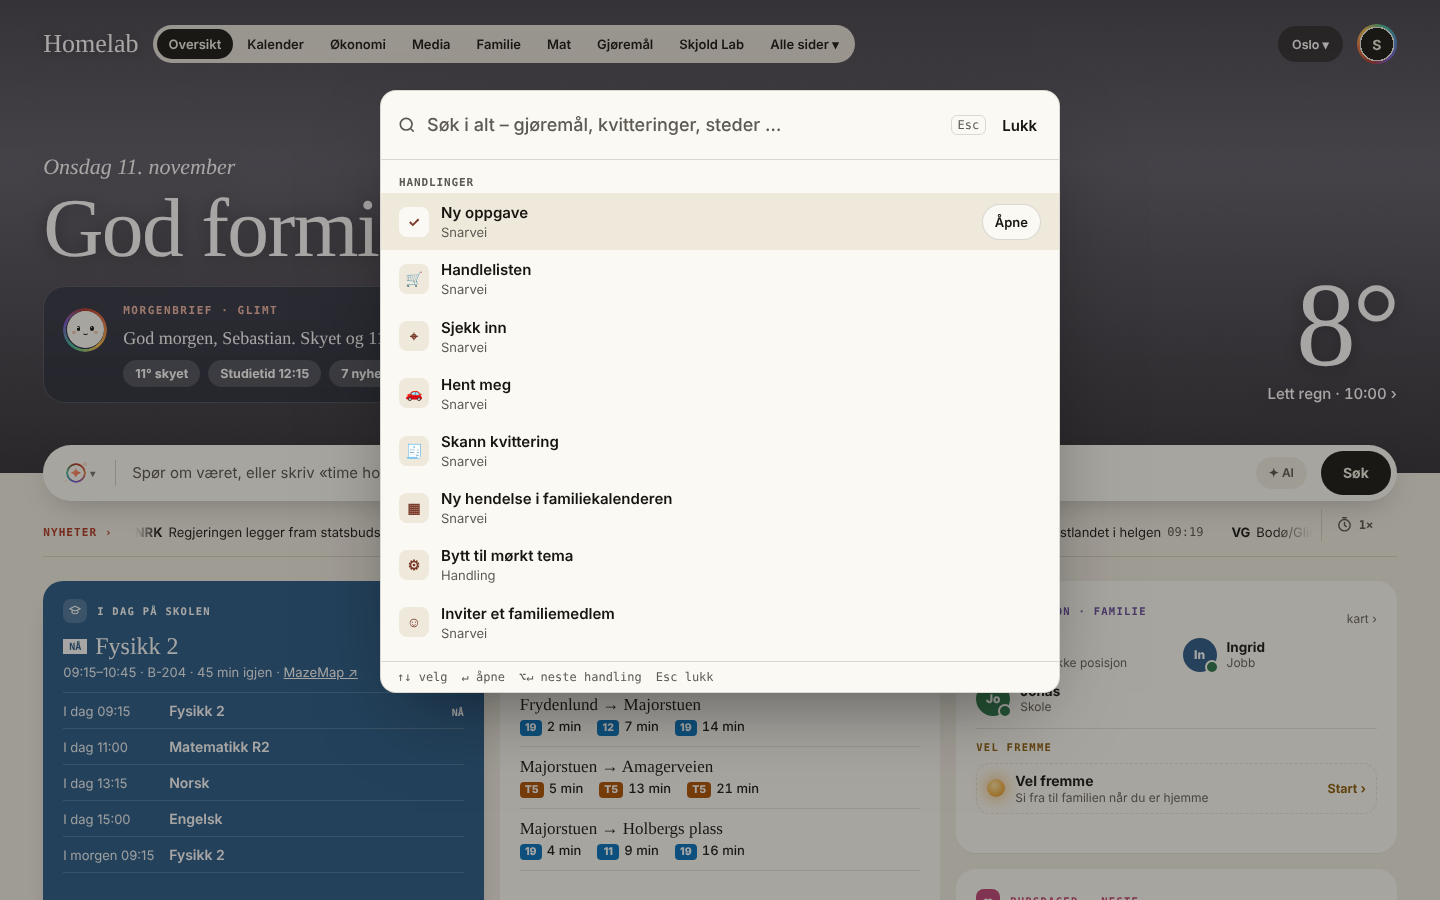 Homelab
Oversikt Kalender Økonomi Media Familie Mat Gjøremål Skjold Lab Alle sider ▾
Oslo ▾ S
Søk i alt – gjøremål, kvitteringer, steder … Esc Lukk
HANDLINGER
Ny oppgave
Snarvei
Åpne
Handlelisten
Snarvei
Sjekk inn
Snarvei
Hent meg
Snarvei
Skann kvittering
Snarvei
Ny hendelse i familiekalenderen
Snarvei
Bytt til mørkt tema
Handling
Inviter et familiemedlem
Snarvei
↑↓ velg ↵ åpne ⌥↵ neste handling Esc lukk
Onsdag 11. november
God formi
MORGENBRIEF · GLIMT
God morgen, Sebastian. Skyet og 11
11° skyet Studietid 12:15 7 nyhe
8°
Lett regn · 10:00 ›
Spør om været, eller skriv «time ho
✦ AI Søk
NYHETER › NRK Regjeringen legger fram statsbuds
stlandet i helgen 09:19 VG Bodø/Gli 1×
I DAG PÅ SKOLEN
NÅ Fysikk 2
09:15–10:45 · B-204 · 45 min igjen · MazeMap ↗
I dag 09:15 Fysikk 2 NÅ
I dag 11:00 Matematikk R2
I dag 13:15 Norsk
I dag 15:00 Engelsk
I morgen 09:15 Fysikk 2
Frydenlund → Majorstuen
19 2 min 12 7 min 19 14 min
Majorstuen → Amagerveien
T5 5 min T5 13 min T5 21 min
Majorstuen → Holbergs plass
19 4 min 11 9 min 19 16 min
ON · FAMILIE
kart ›
kke posisjon
In Ingrid
Jobb
Jo Jonas
Skole
VEL FREMME
Vel fremme
Si fra til familien når du er hjemme
Start ›